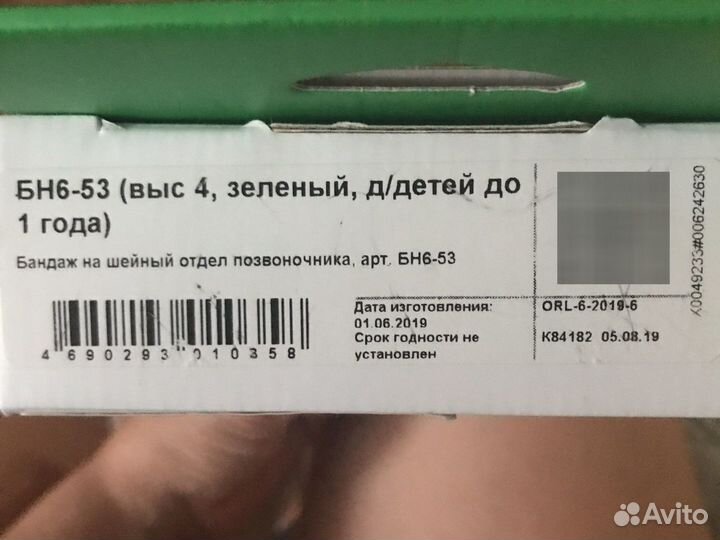 БН6-53 (выс 4, зеленый, д/детей до
1 года)
Бандаж на шейный отдел позвоночника, арт. БН6-53
4 690293 010358
Дата изготовления:
01.06.2019
Срок годности не
установлен
ORL-6-2019-6
K84182 05.08.19
X0049233#006242630
Avito